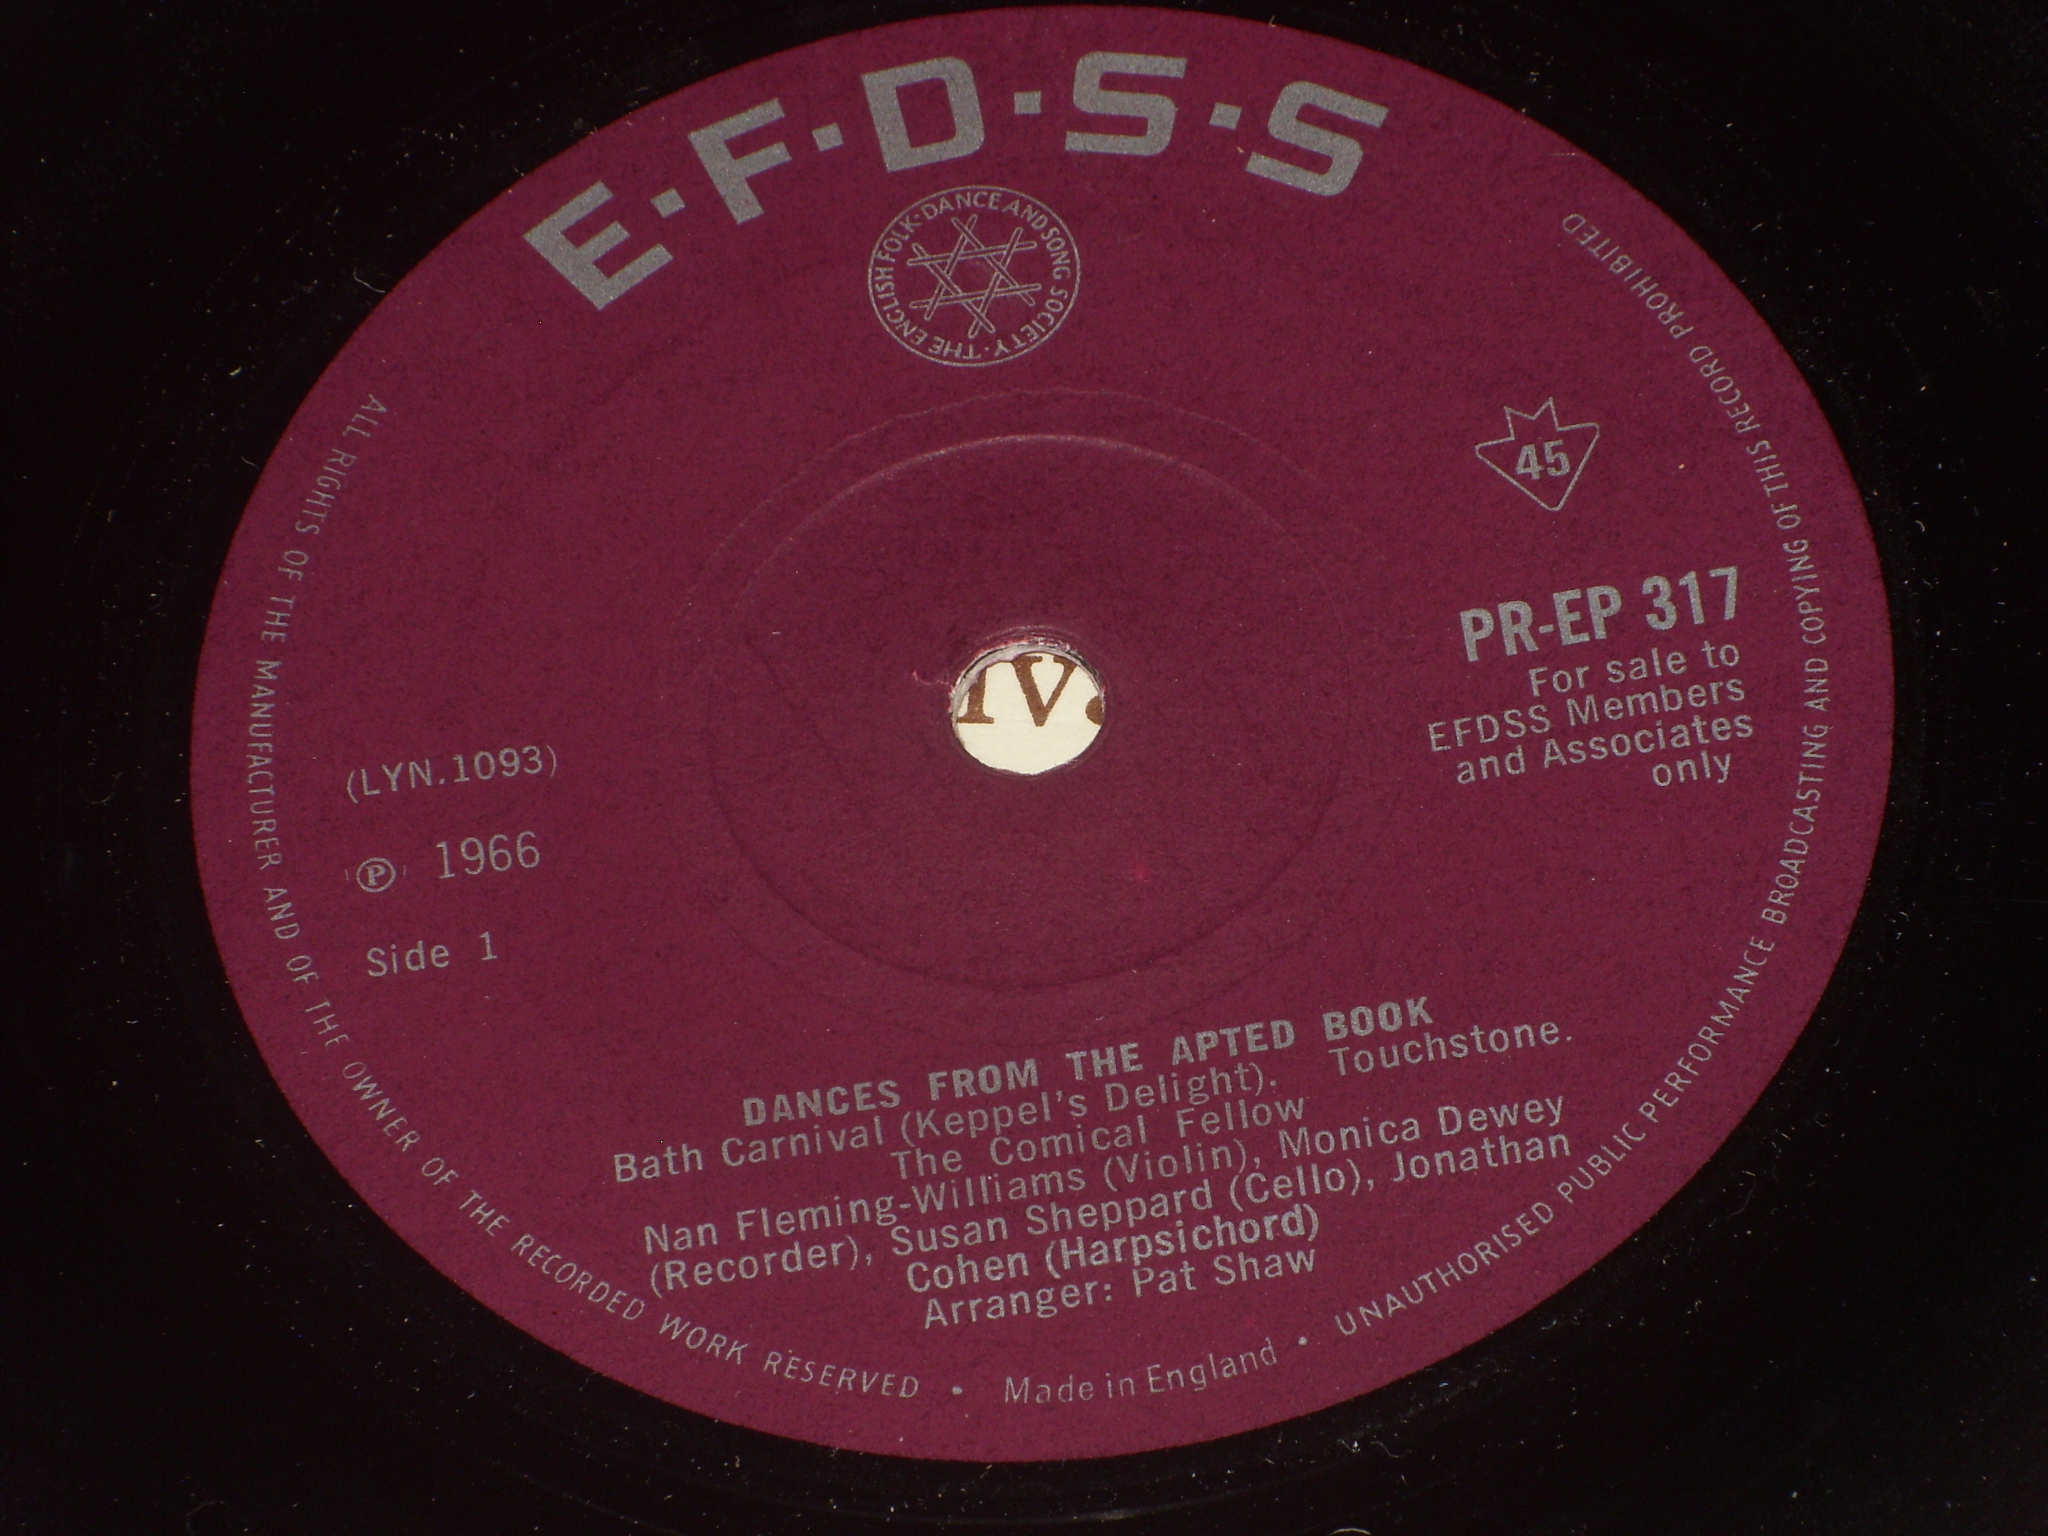 E·F·D·S·S
THE ENGLISH FOLK·DANCE AND SONG SOCIETY·
45
PR-EP 317
For sale to
EFDSS Members
and Associates
only
IV.
(LYN.1093)
Ⓟ 1966
Side 1
DANCES FROM THE APTED BOOK
Bath Carnival (Keppel's Delight). Touchstone.
The Comical Fellow
Nan Fleming-Williams (Violin), Monica Dewey
(Recorder), Susan Sheppard (Cello), Jonathan
Cohen (Harpsichord)
Arranger: Pat Shaw
ALL RIGHTS OF THE MANUFACTURER AND OF THE OWNER OF THE RECORDED WORK RESERVED • Made in England • UNAUTHORISED PUBLIC PERFORMANCE BROADCASTING AND COPYING OF THIS RECORD PROHIBITED